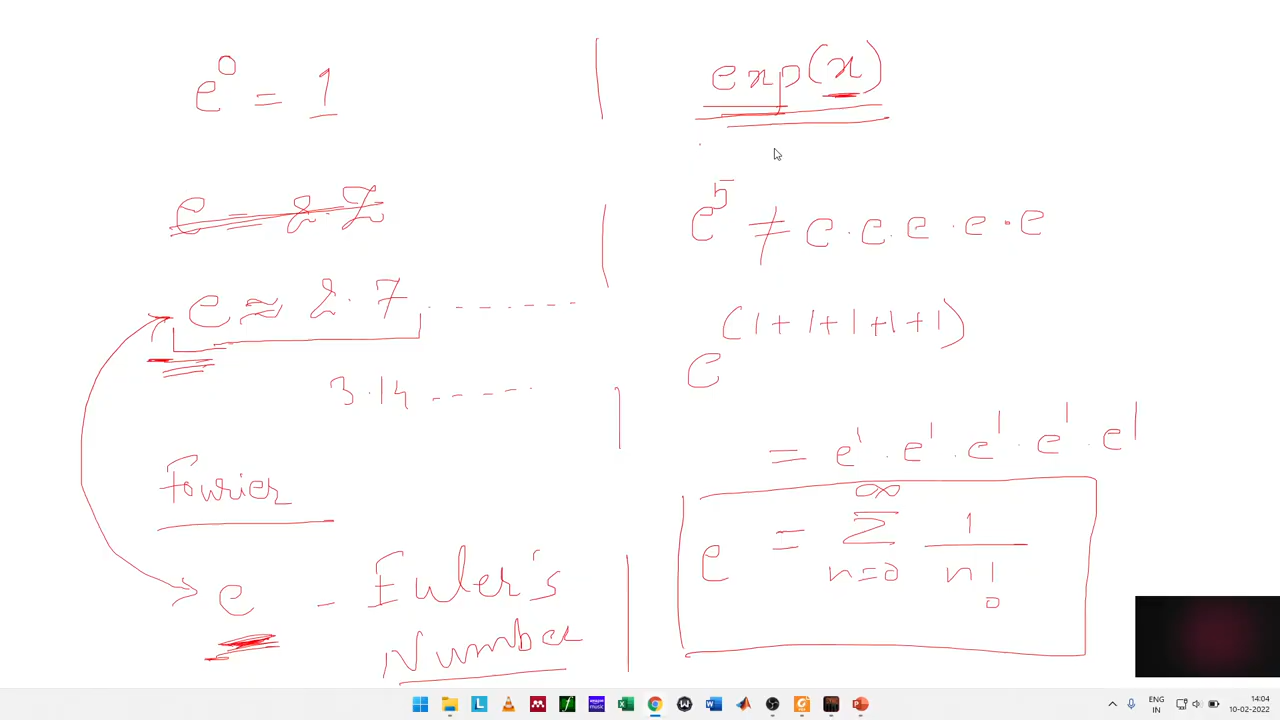 e⁰ = 1
e = 2.7
e ≈ 2.7 - - - - - - -
3.14 - - - - -
Fourier
e - Euler's
Number
exp(x)
e⁵ ≠ e · e · e · e · e
e^(1+1+1+1+1)
= e¹ · e¹ · e¹ · e¹ · e¹
e = ∞Σn=0 1/n!
ENG
IN
14:04
10-02-2022